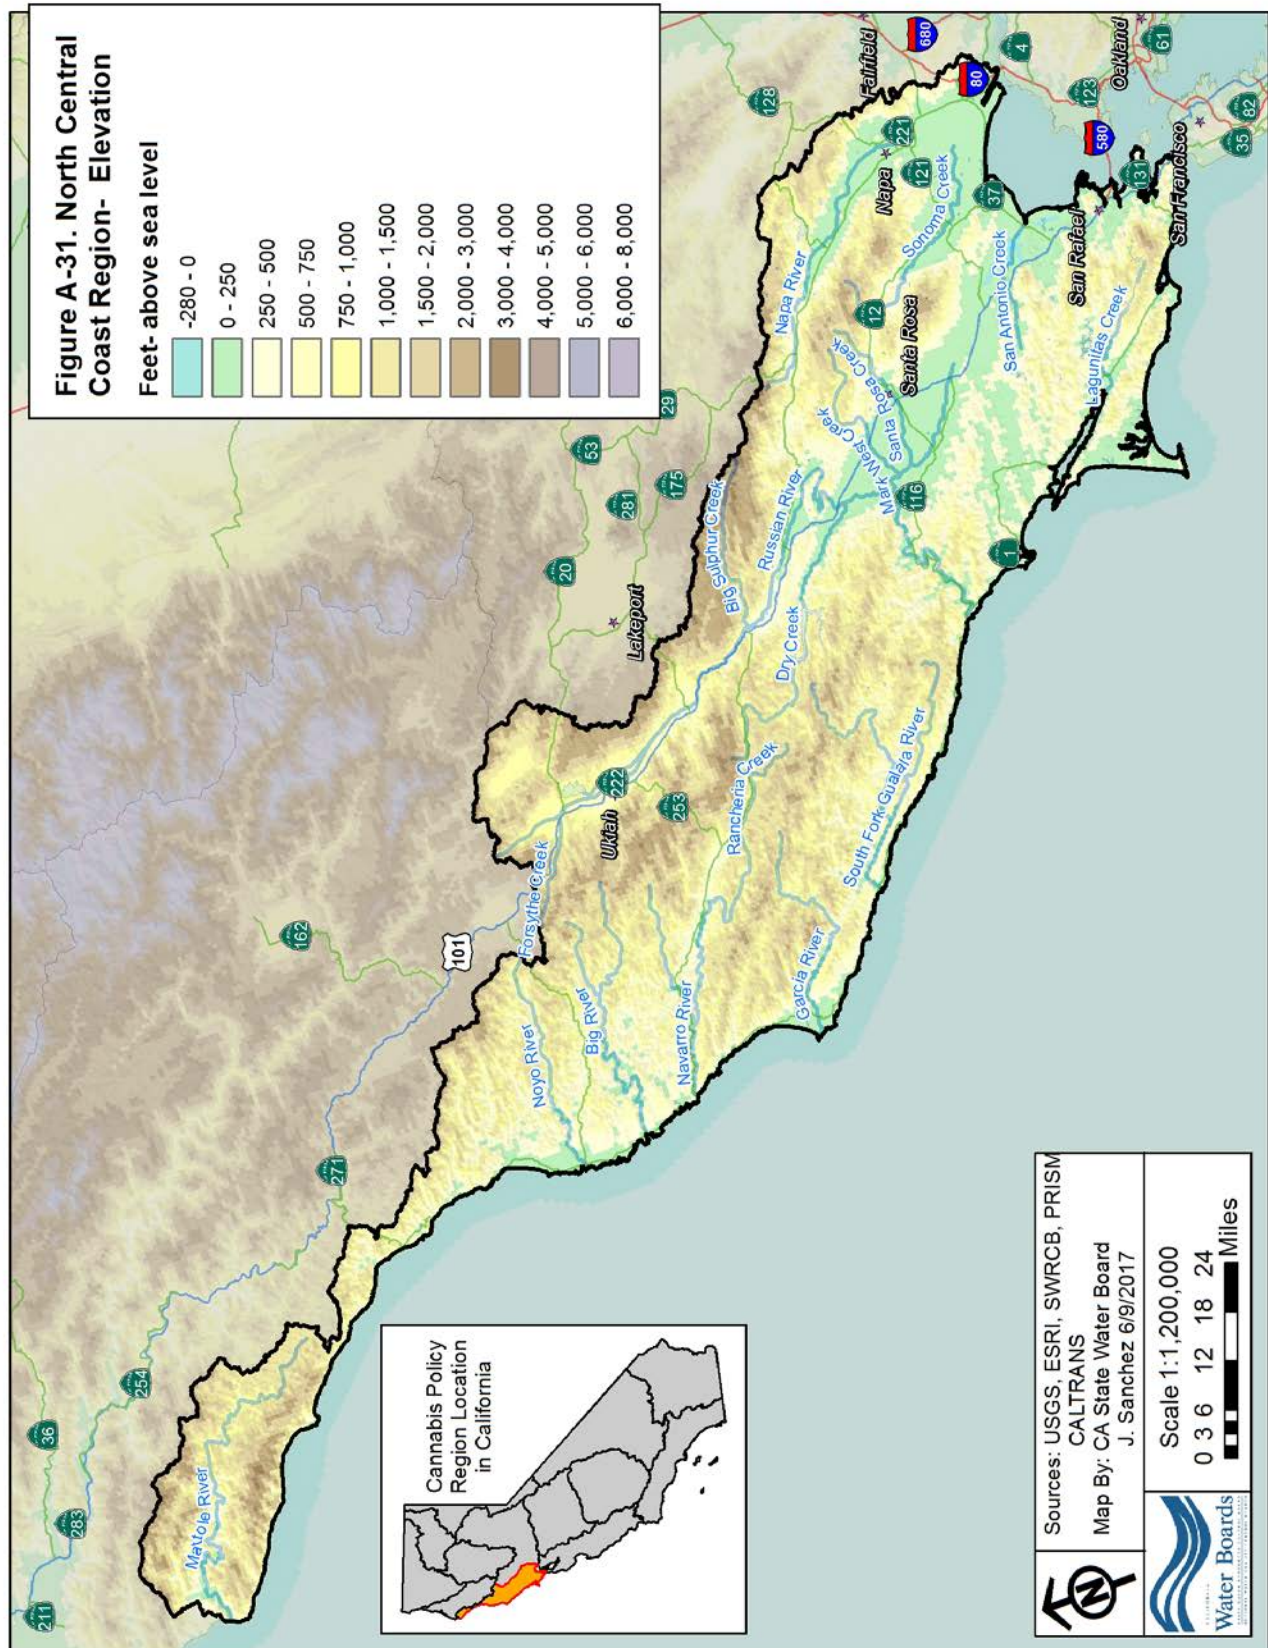 Figure A-31. North Central
Coast Region- Elevation
Feet- above sea level
-280 - 0
0 - 250
250 - 500
500 - 750
750 - 1,000
1,000 - 1,500
1,500 - 2,000
2,000 - 3,000
3,000 - 4,000
4,000 - 5,000
5,000 - 6,000
6,000 - 8,000
211
283
36
254
271
101
162
20
53
29
281
175
128
Fairfield
680
4
80
61
Oakland
123
580
82
35
San Francisco
131
San Rafael
37
221
Napa
121
Sonoma Creek
Napa River
12
Santa Rosa
San Antonio Creek
Lagunitas Creek
Santa Rosa Creek
Mark West Creek
116
1
Russian River
Big Sulphur Creek
Lakeport
Dry Creek
222
Ukiah
253
Rancheria Creek
South Fork Gualala River
Garcia River
Navarro River
Big River
Noyo River
Forsythe Creek
Mattole River
Cannabis Policy
Region Location
in California
Sources: USGS, ESRI, SWRCB, PRISM
CALTRANS
Map By: CA State Water Board
J. Sanchez 6/9/2017
N
Scale 1:1,200,000
0 3 6 12 18 24
Miles
Water Boards